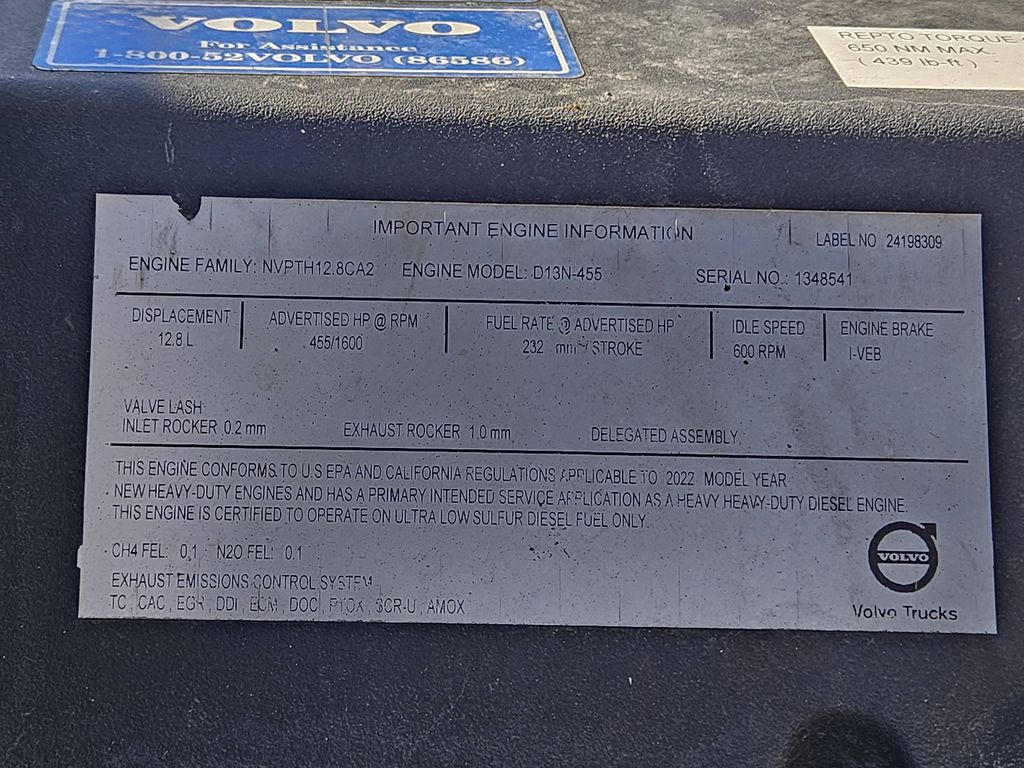 VOLVO
For Assistance
1-800-52VOLVO (86586)
REPTO TORQUE
650 NM MAX.
( 439 lb-ft )
IMPORTANT ENGINE INFORMATION
LABEL NO 24198309
ENGINE FAMILY: NVPTH12.8CA2 ENGINE MODEL: D13N-455 SERIAL NO.: 1348541
DISPLACEMENT ADVERTISED HP @ RPM FUEL RATE @ ADVERTISED HP IDLE SPEED ENGINE BRAKE
12.8 L 455/1600 232 mm³/ STROKE 600 RPM I-VEB
VALVE LASH
INLET ROCKER 0.2 mm EXHAUST ROCKER 1.0 mm DELEGATED ASSEMBLY
THIS ENGINE CONFORMS TO U.S EPA AND CALIFORNIA REGULATIONS APPLICABLE TO 2022 MODEL YEAR
NEW HEAVY-DUTY ENGINES AND HAS A PRIMARY INTENDED SERVICE APPLICATION AS A HEAVY HEAVY-DUTY DIESEL ENGINE.
THIS ENGINE IS CERTIFIED TO OPERATE ON ULTRA LOW SULFUR DIESEL FUEL ONLY.
CH4 FEL: 0.1 N2O FEL: 0.1
EXHAUST EMISSIONS CONTROL SYSTEM
TC , CAC , EGR , DDI , ECM , DOC , PTOX , SCR-U , AMOX
VOLVO
Volvo Trucks